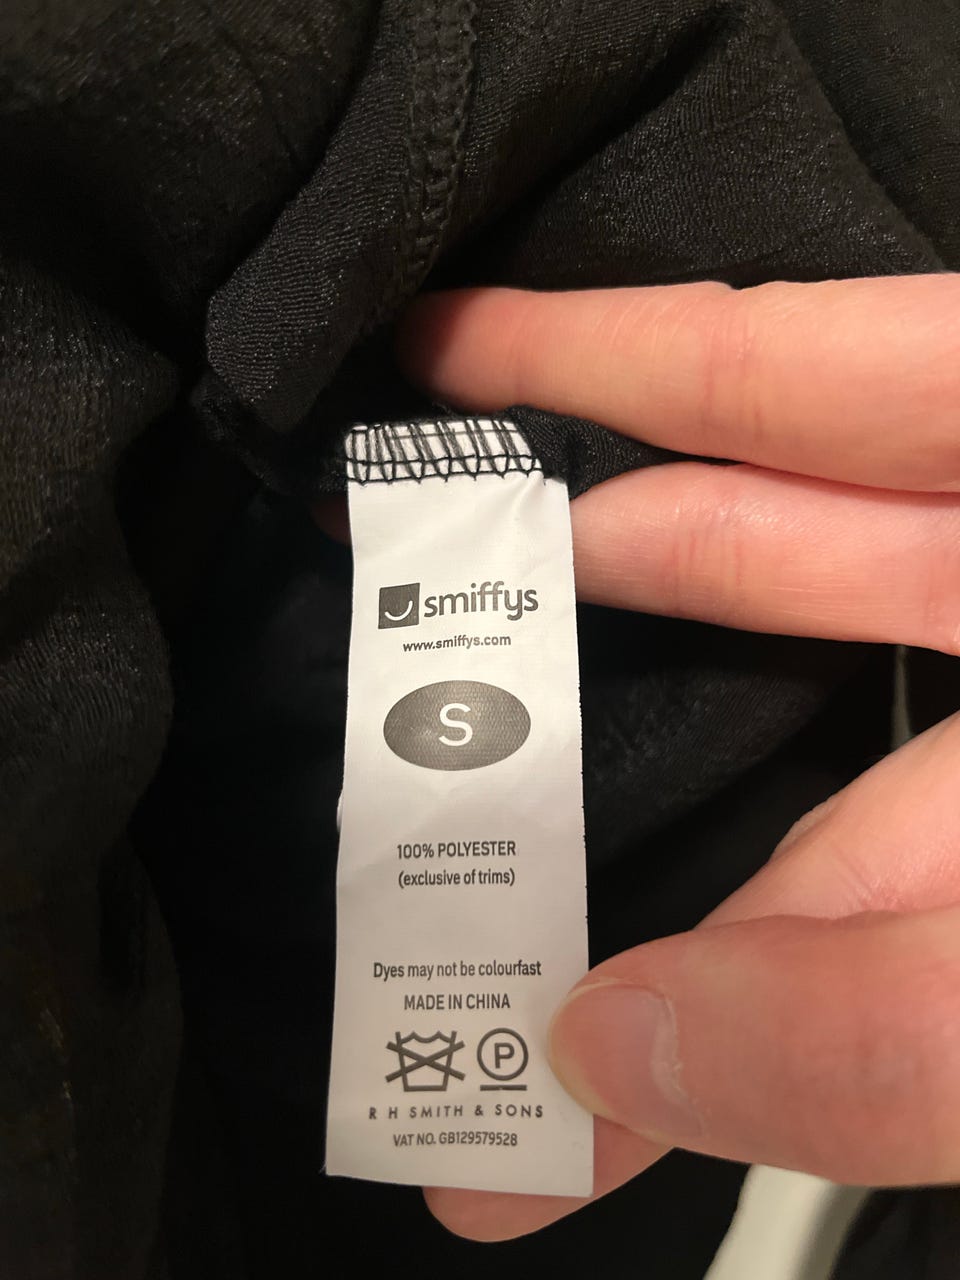 smiffys
www.smiffys.com
S
100% POLYESTER
(exclusive of trims)
Dyes may not be colourfast
MADE IN CHINA
P
R H SMITH & SONS
VAT NO. GB129579528